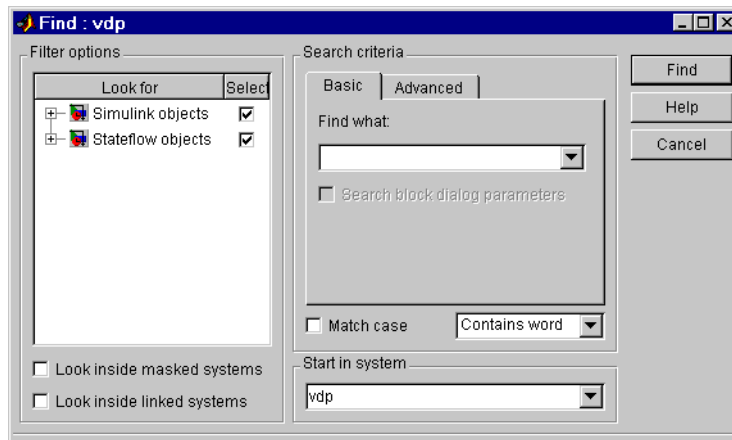 Find : vdp
Filter options
Look for Select
Simulink objects
Stateflow objects
Look inside masked systems
Look inside linked systems
Search criteria
Basic Advanced
Find what:
Search block dialog parameters
Match case Contains word
Start in system
vdp
Find
Help
Cancel